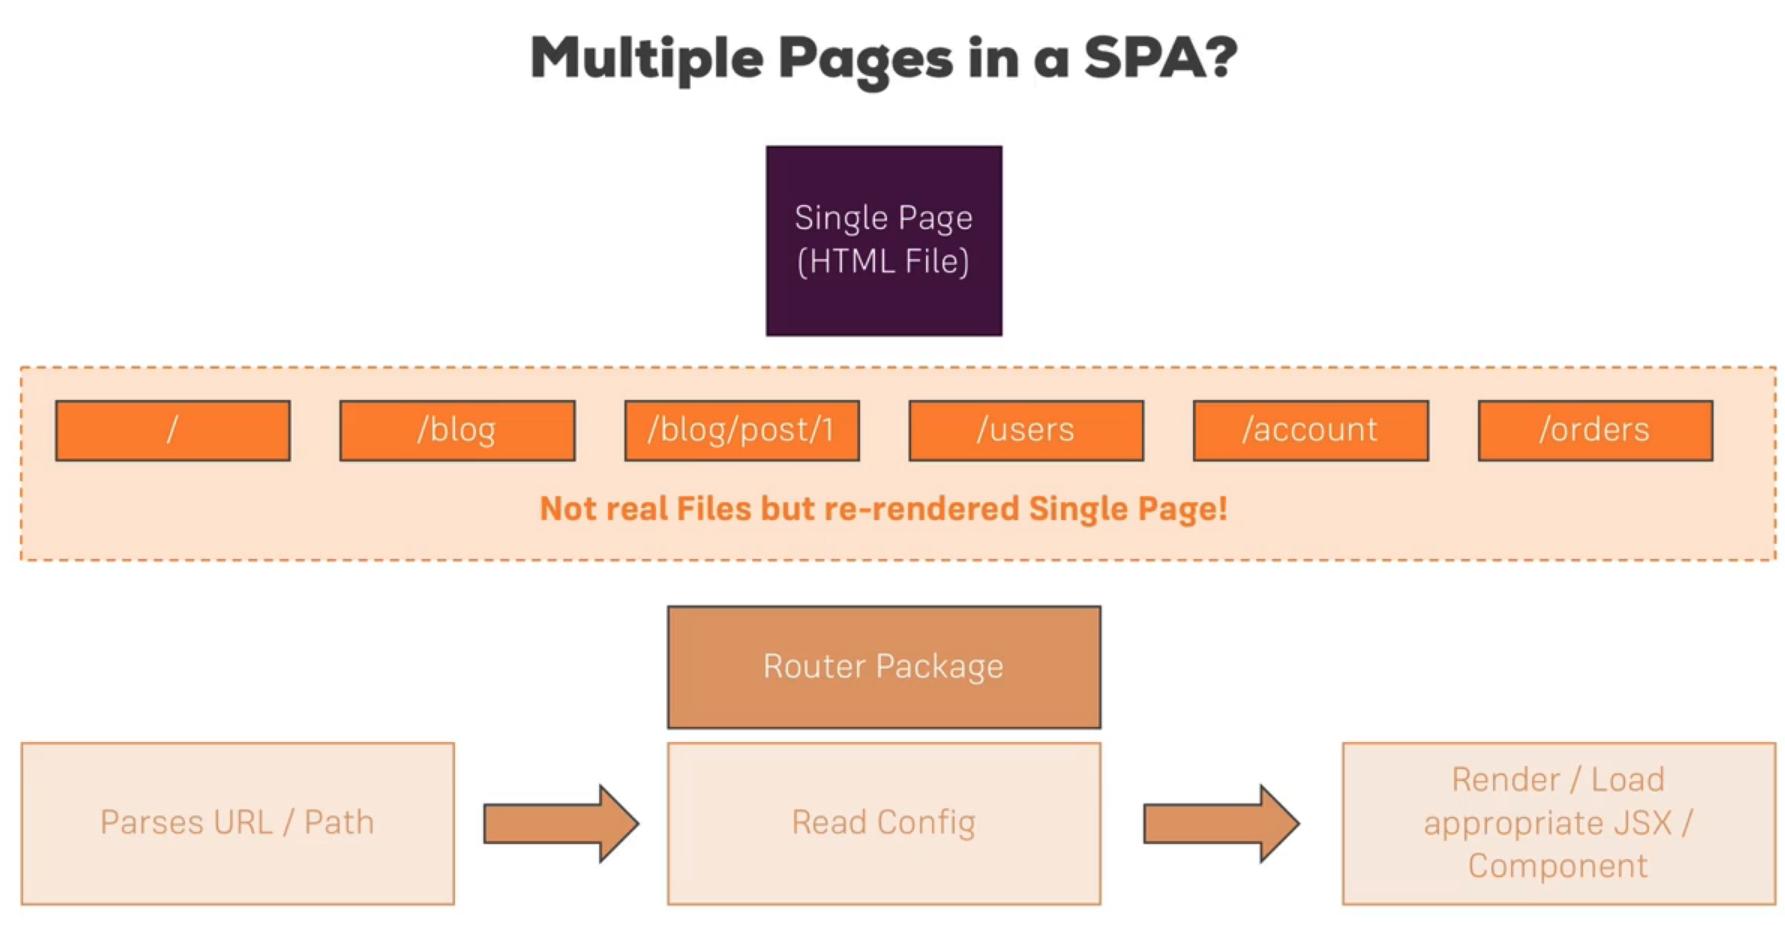 Multiple Pages in a SPA?
Single Page
(HTML File)
/
/blog
/blog/post/1
/users
/account
/orders
Not real Files but re-rendered Single Page!
Router Package
Parses URL / Path
Read Config
Render / Load
appropriate JSX /
Component